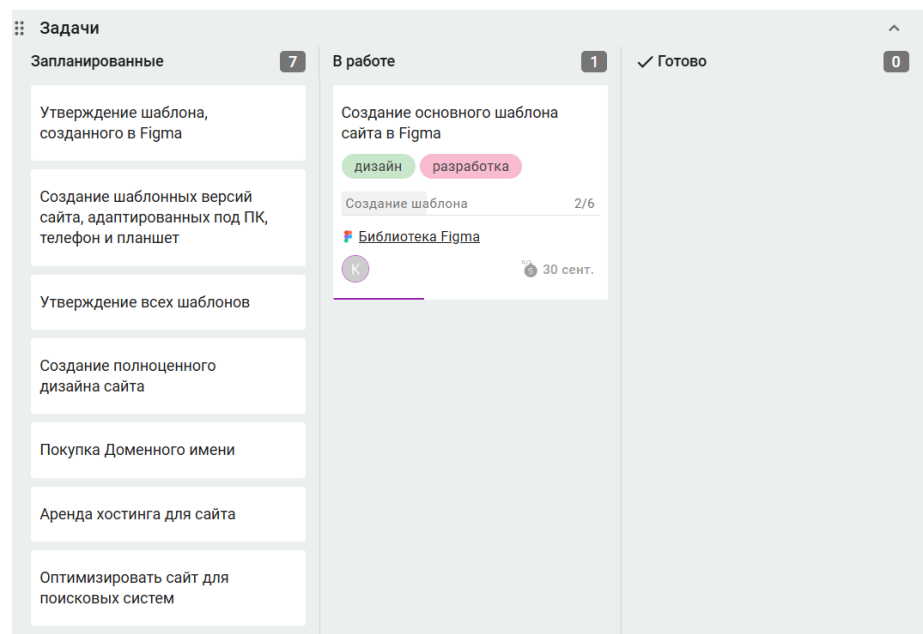 Задачи
Запланированные 7
Утверждение шаблона,
созданного в Figma
Создание шаблонных версий
сайта, адаптированных под ПК,
телефон и планшет
Утверждение всех шаблонов
Создание полноценного
дизайна сайта
Покупка Доменного имени
Аренда хостинга для сайта
Оптимизировать сайт для
поисковых систем
В работе 1
Создание основного шаблона
сайта в Figma
дизайн разработка
Создание шаблона 2/6
Библиотека Figma
K 30 сент.
Готово 0